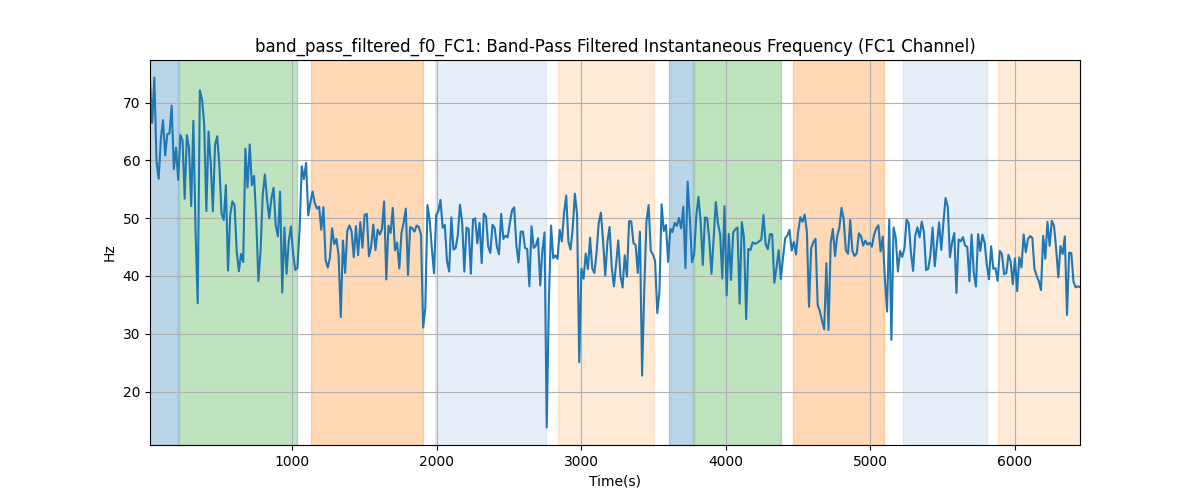 band_pass_filtered_f0_FC1: Band-Pass Filtered Instantaneous Frequency (FC1 Channel)
70
60
50
40
30
20
Hz
1000 2000 3000 4000 5000 6000
Time(s)